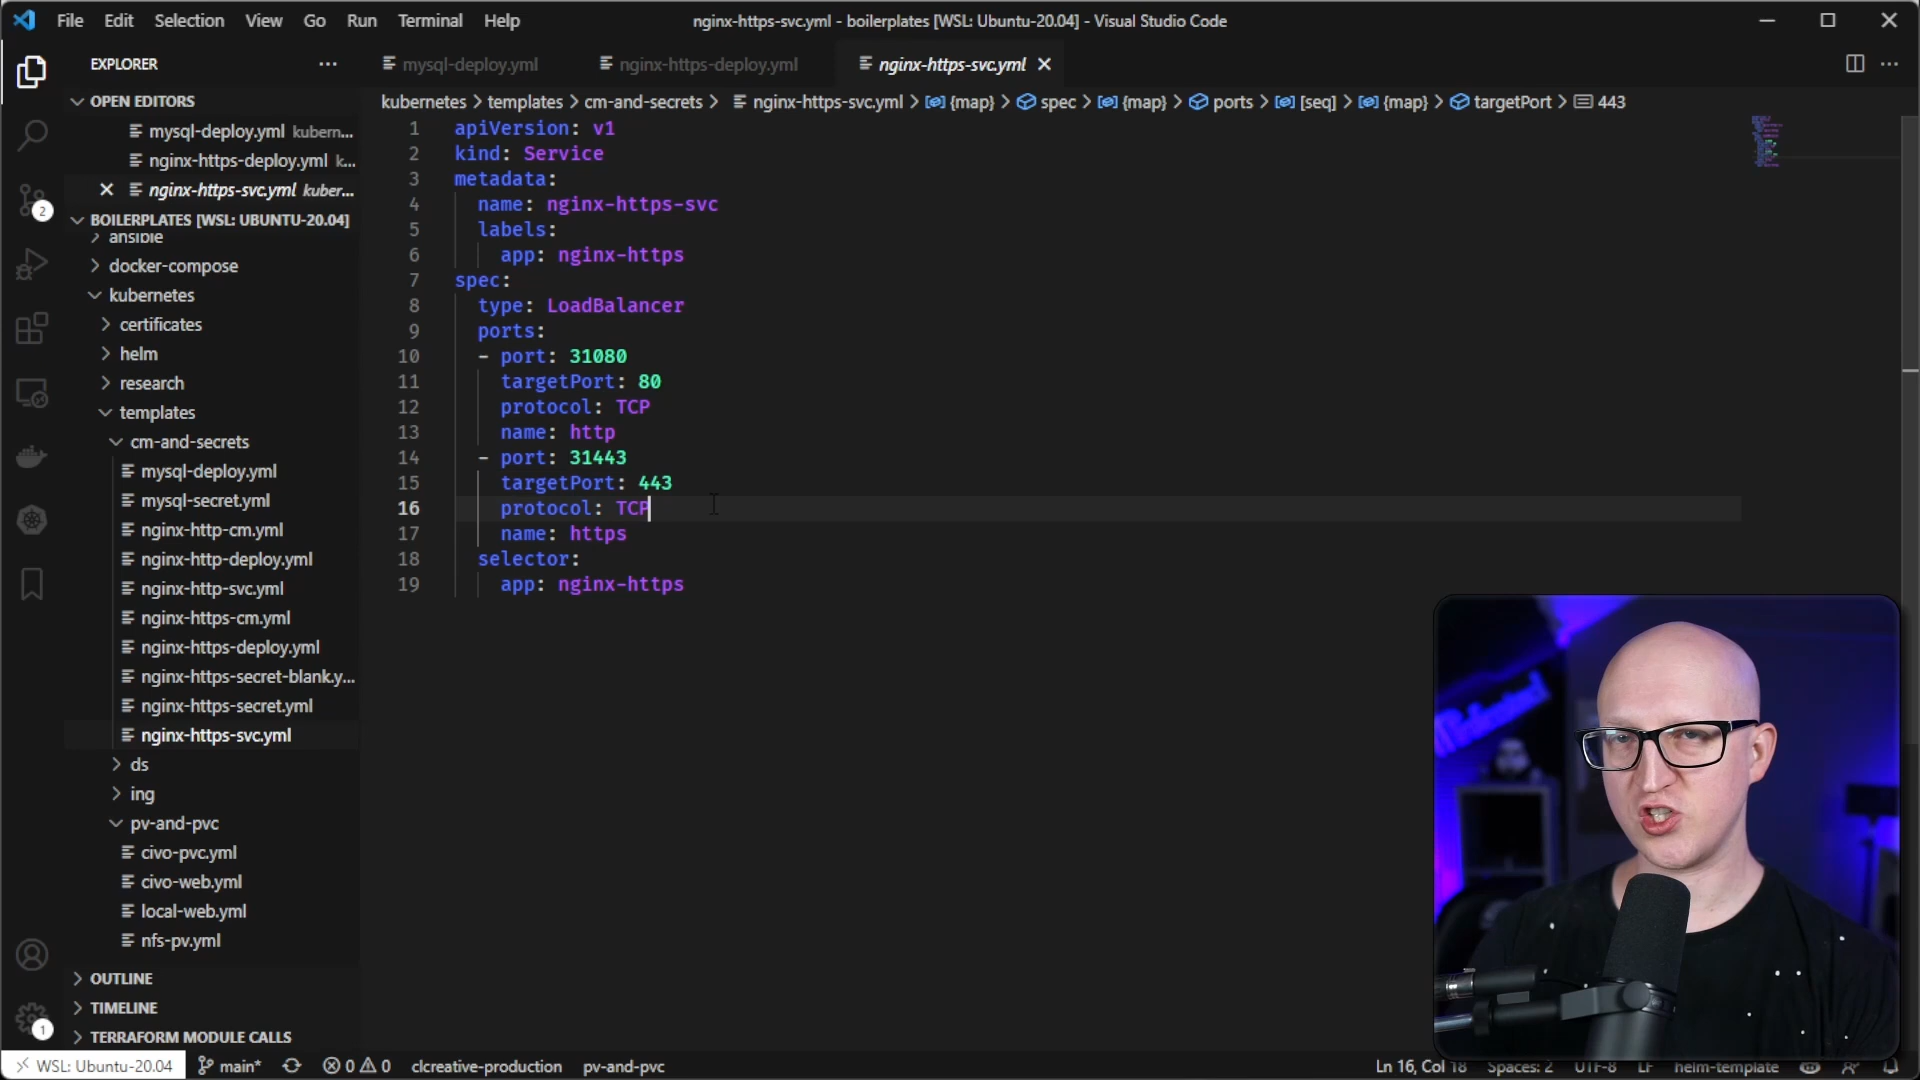 File Edit Selection View Go Run Terminal Help
nginx-https-svc.yml - boilerplates [WSL: Ubuntu-20.04] - Visual Studio Code
EXPLORER
mysql-deploy.yml
nginx-https-deploy.yml
nginx-https-svc.yml
OPEN EDITORS
mysql-deploy.yml kubern...
nginx-https-deploy.yml k...
nginx-https-svc.yml kuber...
BOILERPLATES [WSL: UBUNTU-20.04]
ansible
docker-compose
kubernetes
certificates
helm
research
templates
cm-and-secrets
mysql-deploy.yml
mysql-secret.yml
nginx-http-cm.yml
nginx-http-deploy.yml
nginx-http-svc.yml
nginx-https-cm.yml
nginx-https-deploy.yml
nginx-https-secret-blank.y...
nginx-https-secret.yml
nginx-https-svc.yml
ds
ing
pv-and-pvc
civo-pvc.yml
civo-web.yml
local-web.yml
nfs-pv.yml
OUTLINE
TIMELINE
TERRAFORM MODULE CALLS
2
1
kubernetes > templates > cm-and-secrets > nginx-https-svc.yml > {map} > spec > {map} > ports > [seq] > {map} > targetPort > 443
1 apiVersion: v1
2 kind: Service
3 metadata:
4 name: nginx-https-svc
5 labels:
6 app: nginx-https
7 spec:
8 type: LoadBalancer
9 ports:
10 - port: 31080
11 targetPort: 80
12 protocol: TCP
13 name: http
14 - port: 31443
15 targetPort: 443
16 protocol: TCP
17 name: https
18 selector:
19 app: nginx-https
WSL: Ubuntu-20.04 main* 0 0 clcreative-production pv-and-pvc
Ln 16, Col 18 Spaces: 2 UTF-8 LF helm-template